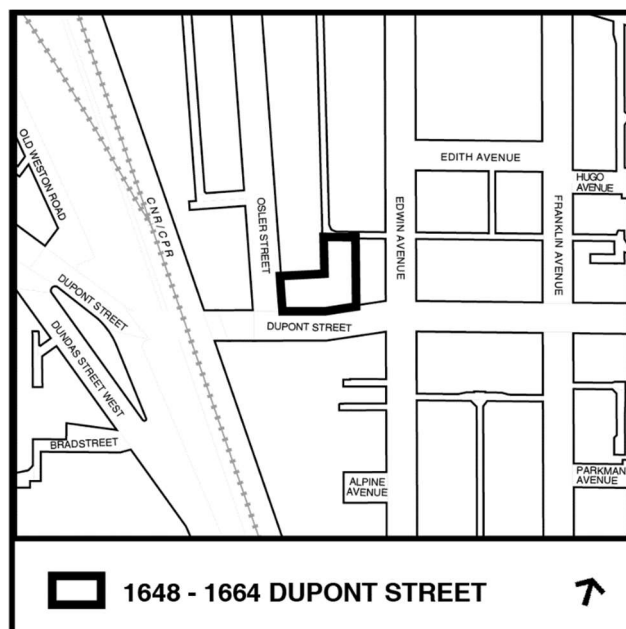 OLD WESTON ROAD
CNR/CPR
OSLER STREET
EDITH AVENUE
HUGO
AVENUE
EDWIN AVENUE
FRANKLIN AVENUE
DUPONT STREET
DUPONT STREET
DUNDAS STREET WEST
BRADSTREET
ALPINE
AVENUE
PARKMAN
AVENUE
1648 - 1664 DUPONT STREET